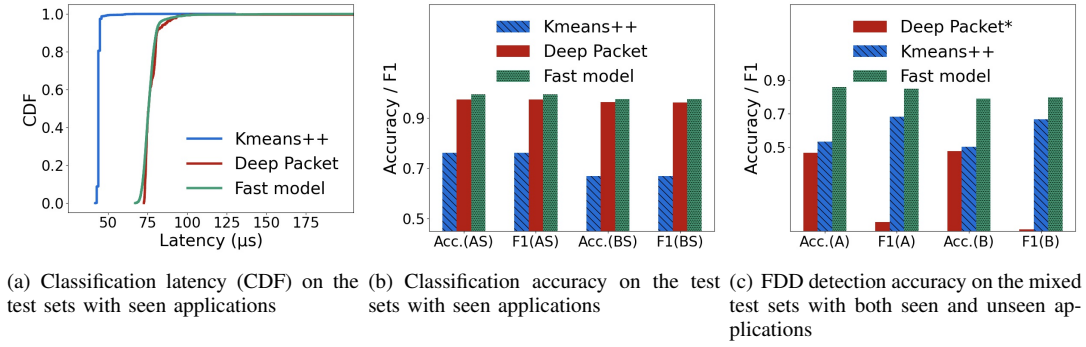 1.0
0.8
0.6
0.4
0.2
0.0
CDF
Kmeans++
Deep Packet
Fast model
50
75
100
125
150
175
Latency (μs)
Kmeans++
Deep Packet
Fast model
Accuracy / F1
0.9
0.7
0.5
Acc.(AS)
F1(AS)
Acc.(BS)
F1(BS)
Deep Packet*
Kmeans++
Fast model
Accuracy / F1
0.9
0.5
Acc.(A)
F1(A)
Acc.(B)
F1(B)
(a) Classification latency (CDF) on the
test sets with seen applications
(b) Classification accuracy on the test
sets with seen applications
(c) FDD detection accuracy on the mixed
test sets with both seen and unseen ap-
plications